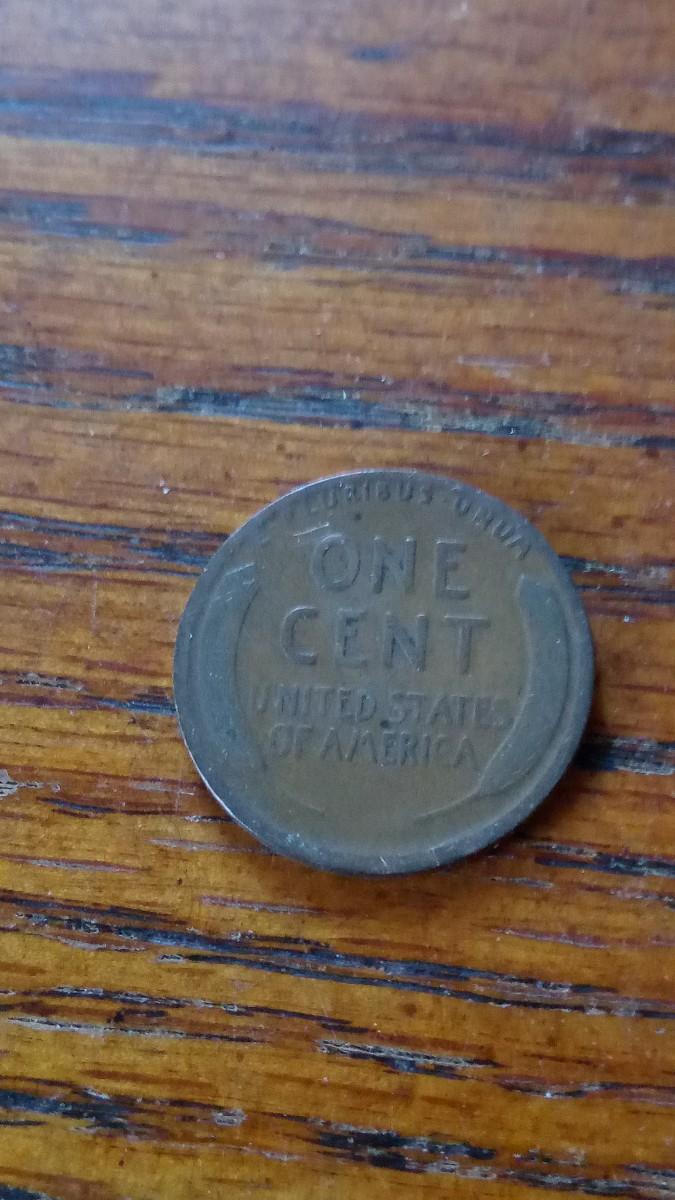 PLURIBUS·UNUM
ONE
CENT
UNITED STATES
OF AMERICA